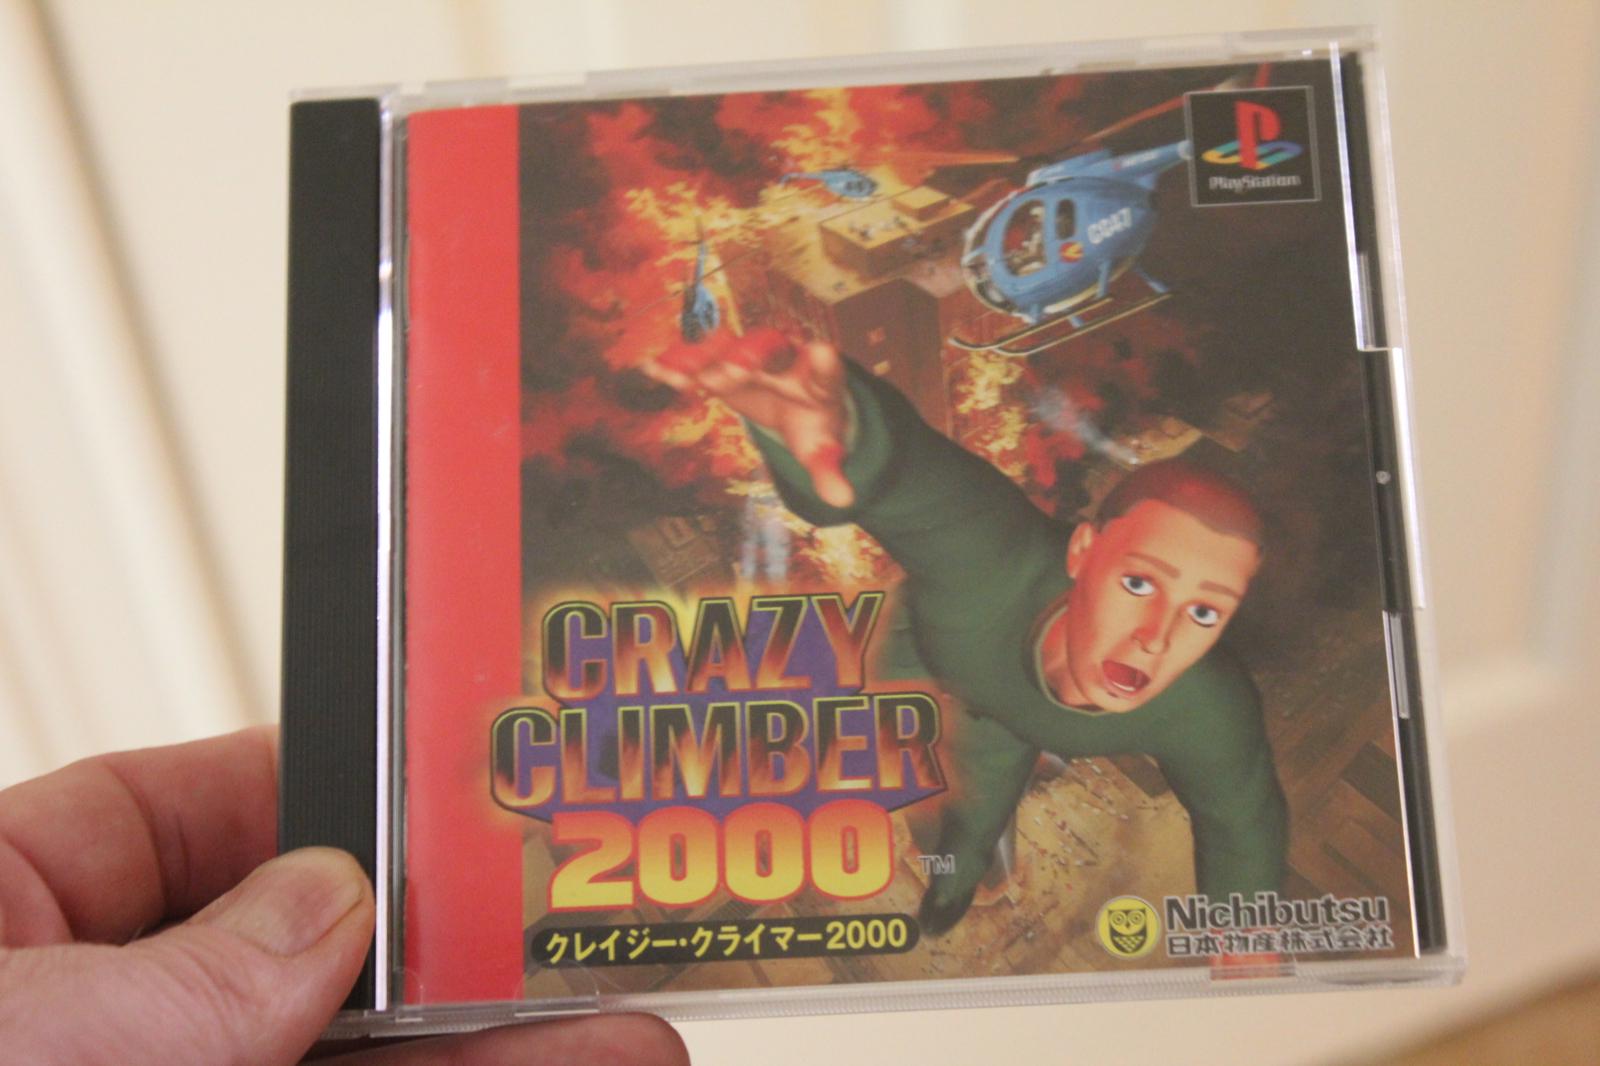 PlayStation
CRAZY
CLIMBER
2000
TM
クレイジー・クライマー2000
Nichibutsu
日本物産株式会社